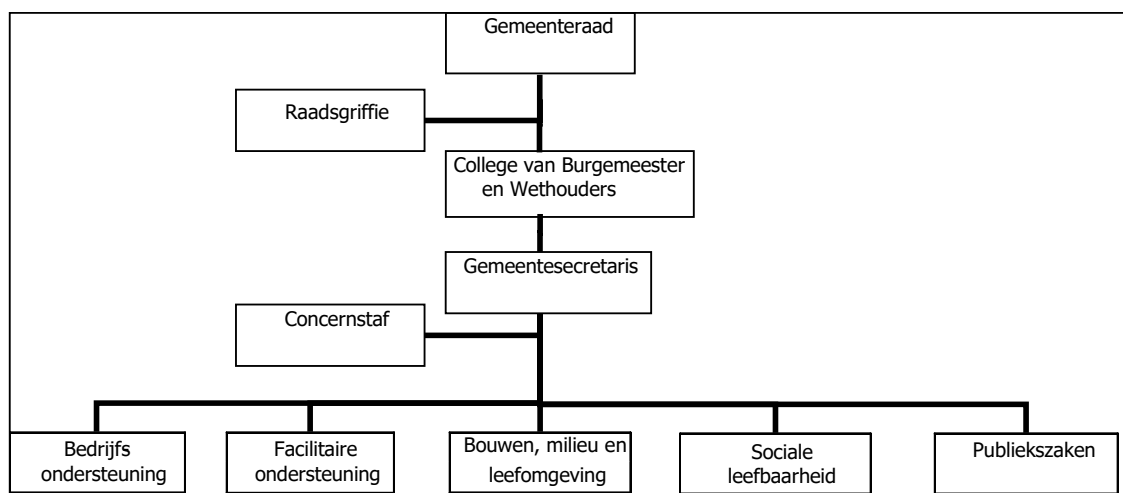 Gemeenteraad
Raadsgriffie
College van Burgemeester
en Wethouders
Gemeentesecretaris
Concernstaf
Bedrijfs
ondersteuning
Facilitaire
ondersteuning
Bouwen, milieu en
leefomgeving
Sociale
leefbaarheid
Publiekszaken